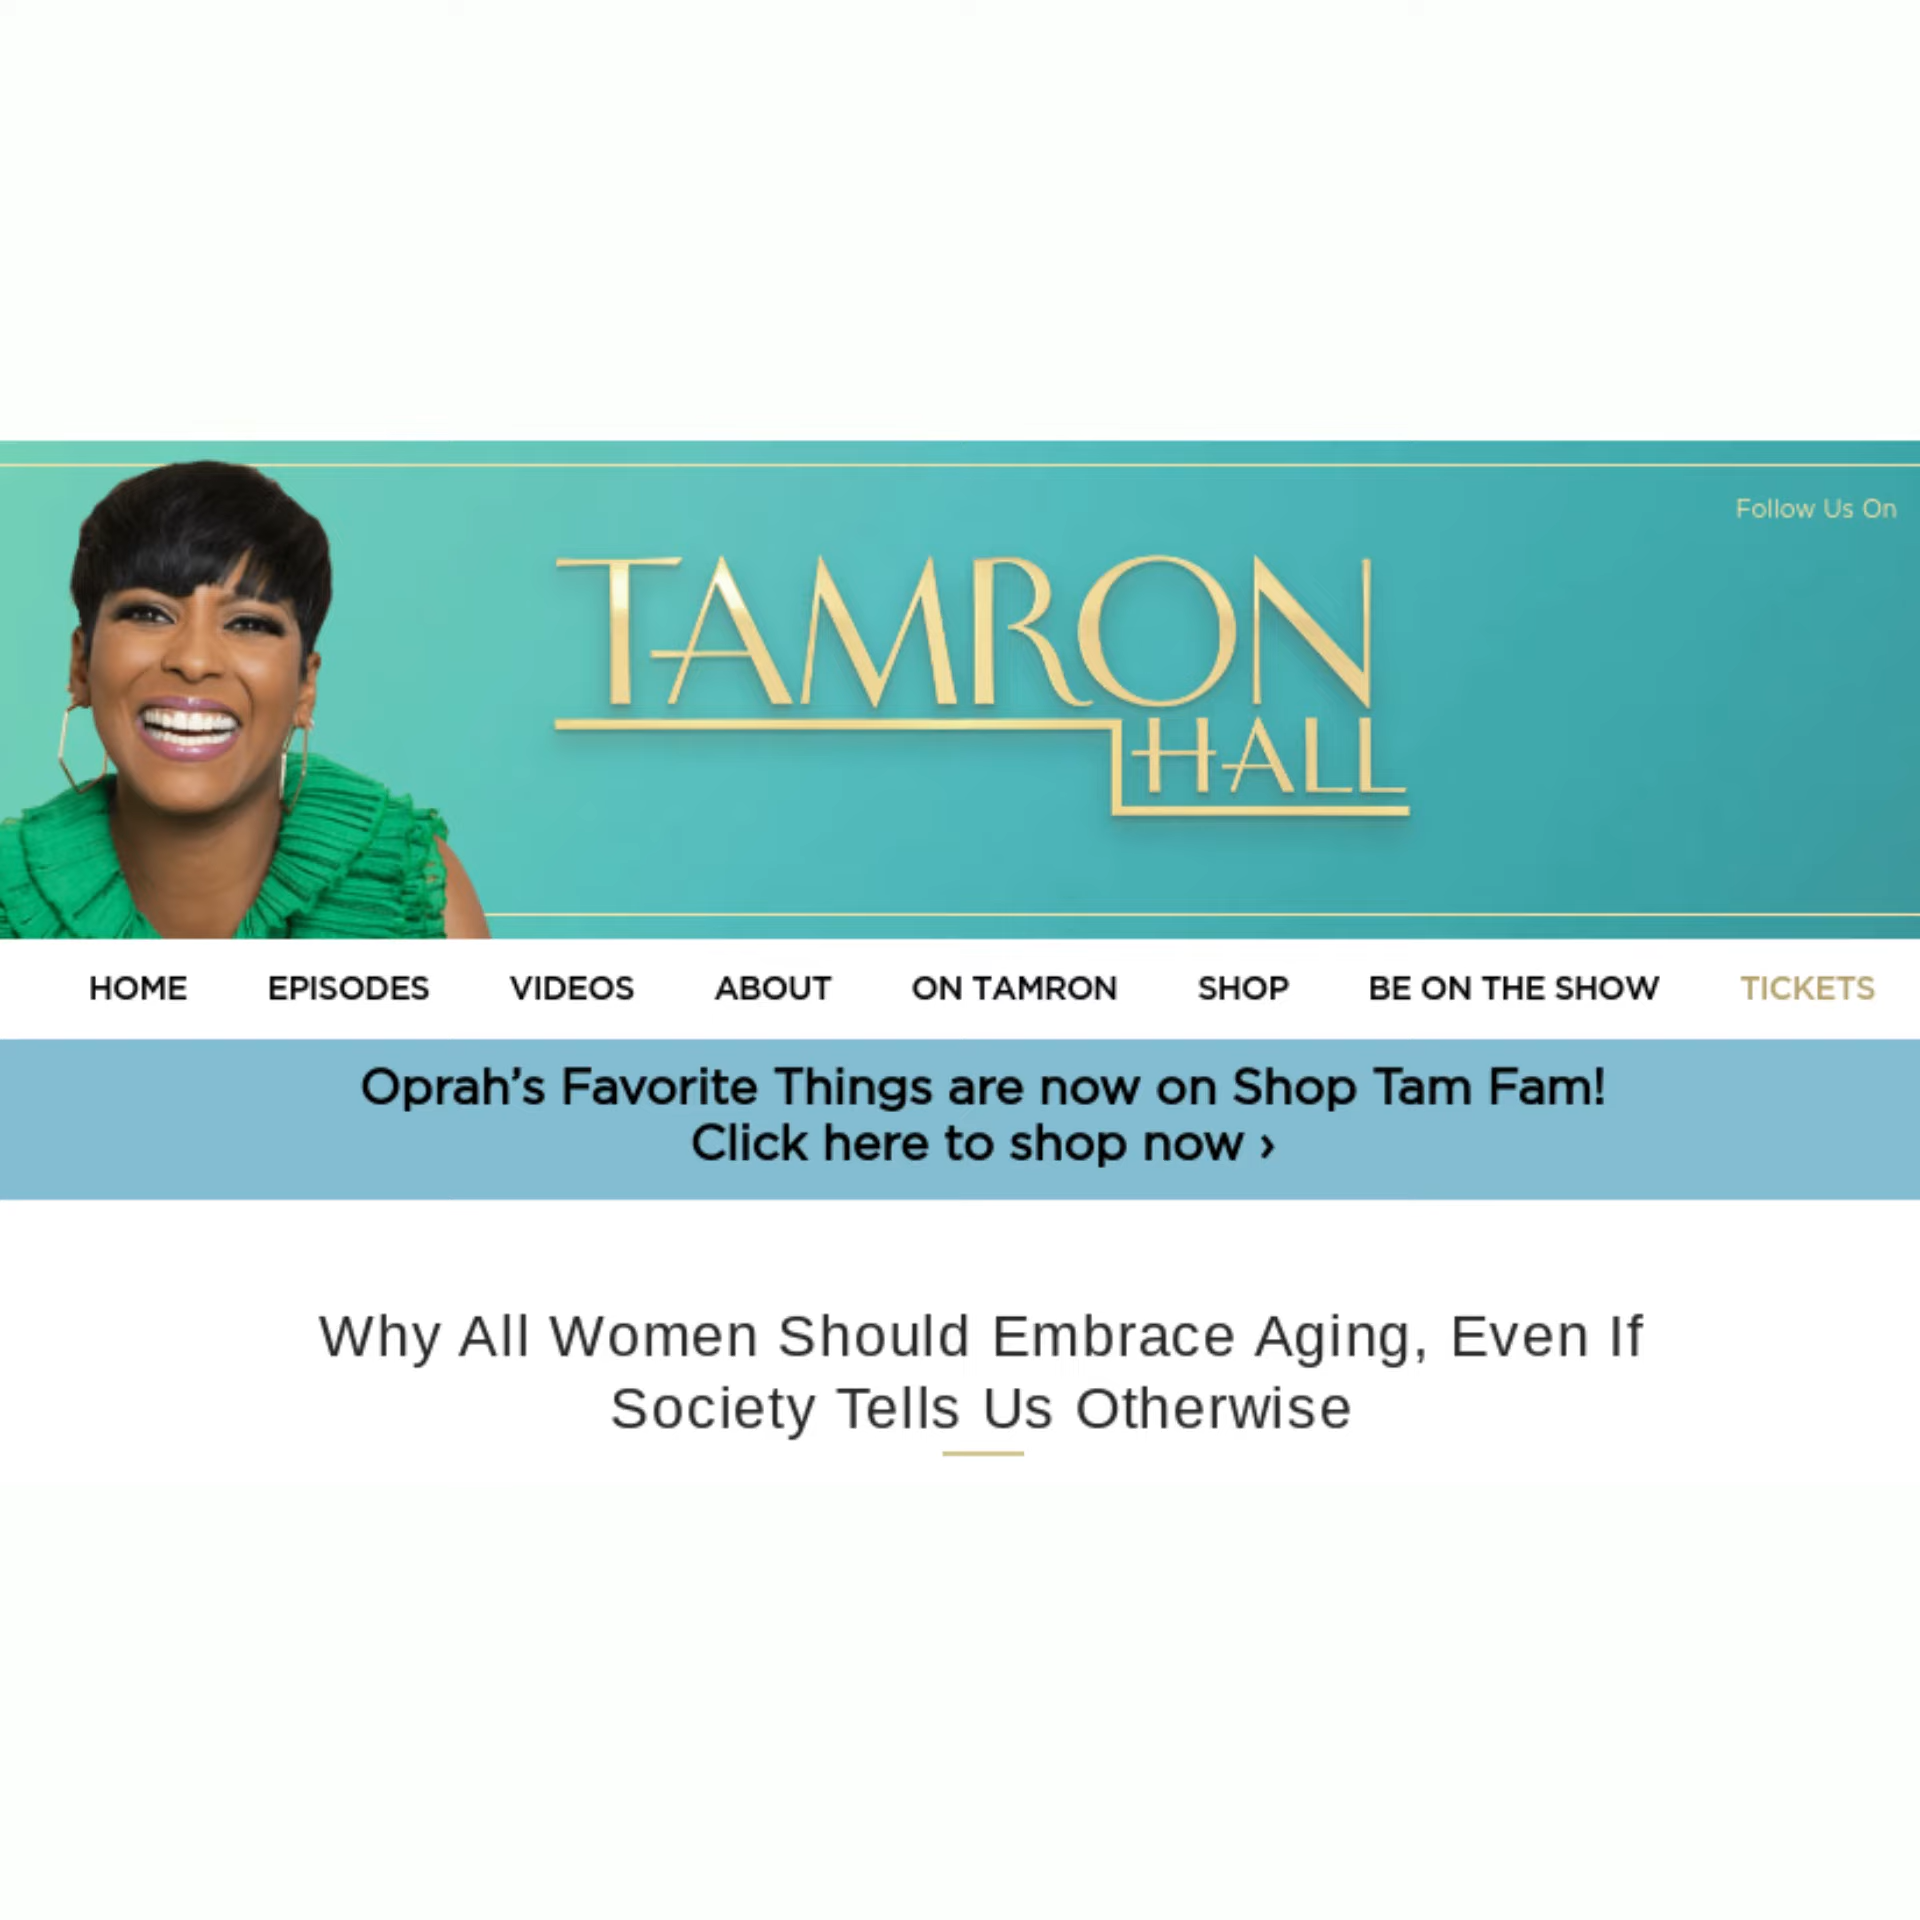 Follow Us On
TAMRON
HALL
HOME EPISODES VIDEOS ABOUT ON TAMRON SHOP BE ON THE SHOW TICKETS
Oprah’s Favorite Things are now on Shop Tam Fam!
Click here to shop now ›
Why All Women Should Embrace Aging, Even If
Society Tells Us Otherwise